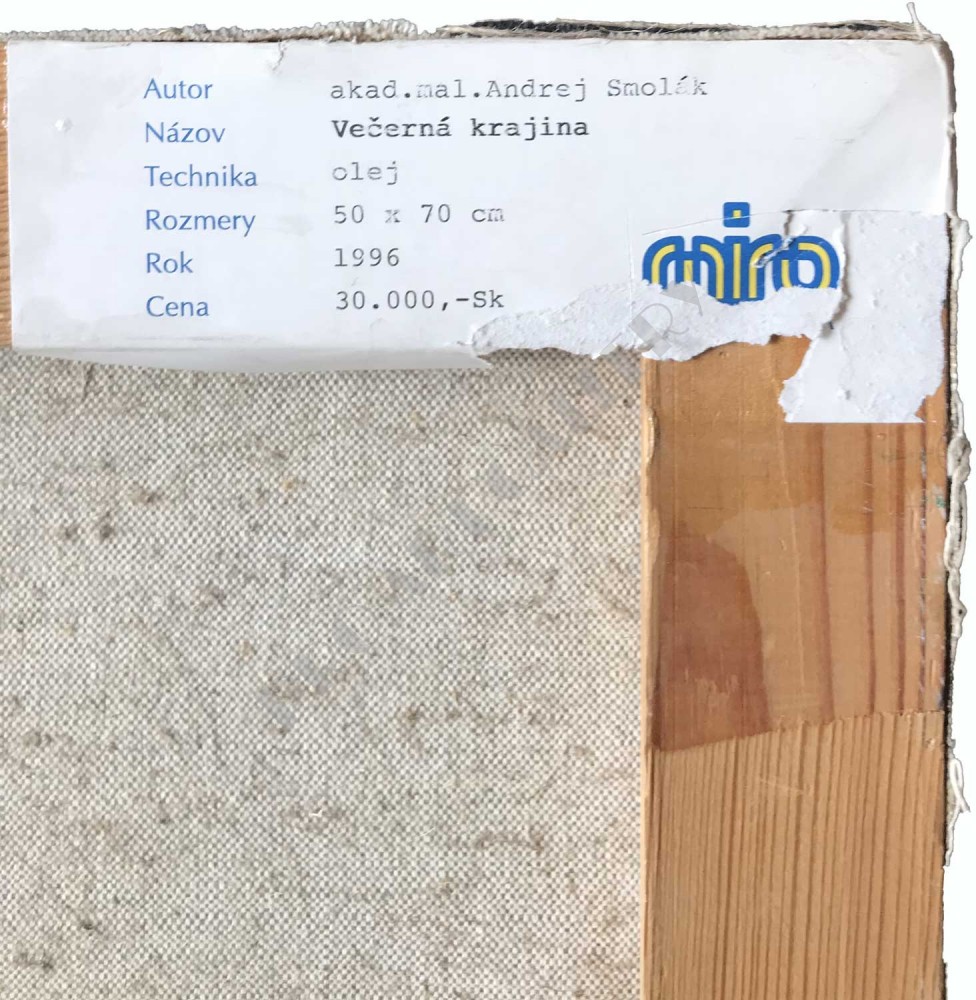 Autor akad.mal.Andrej Smolák
Názov Večerná krajina
Technika olej
Rozmery 50 x 70 cm
Rok 1996
Cena 30.000,-Sk
miro